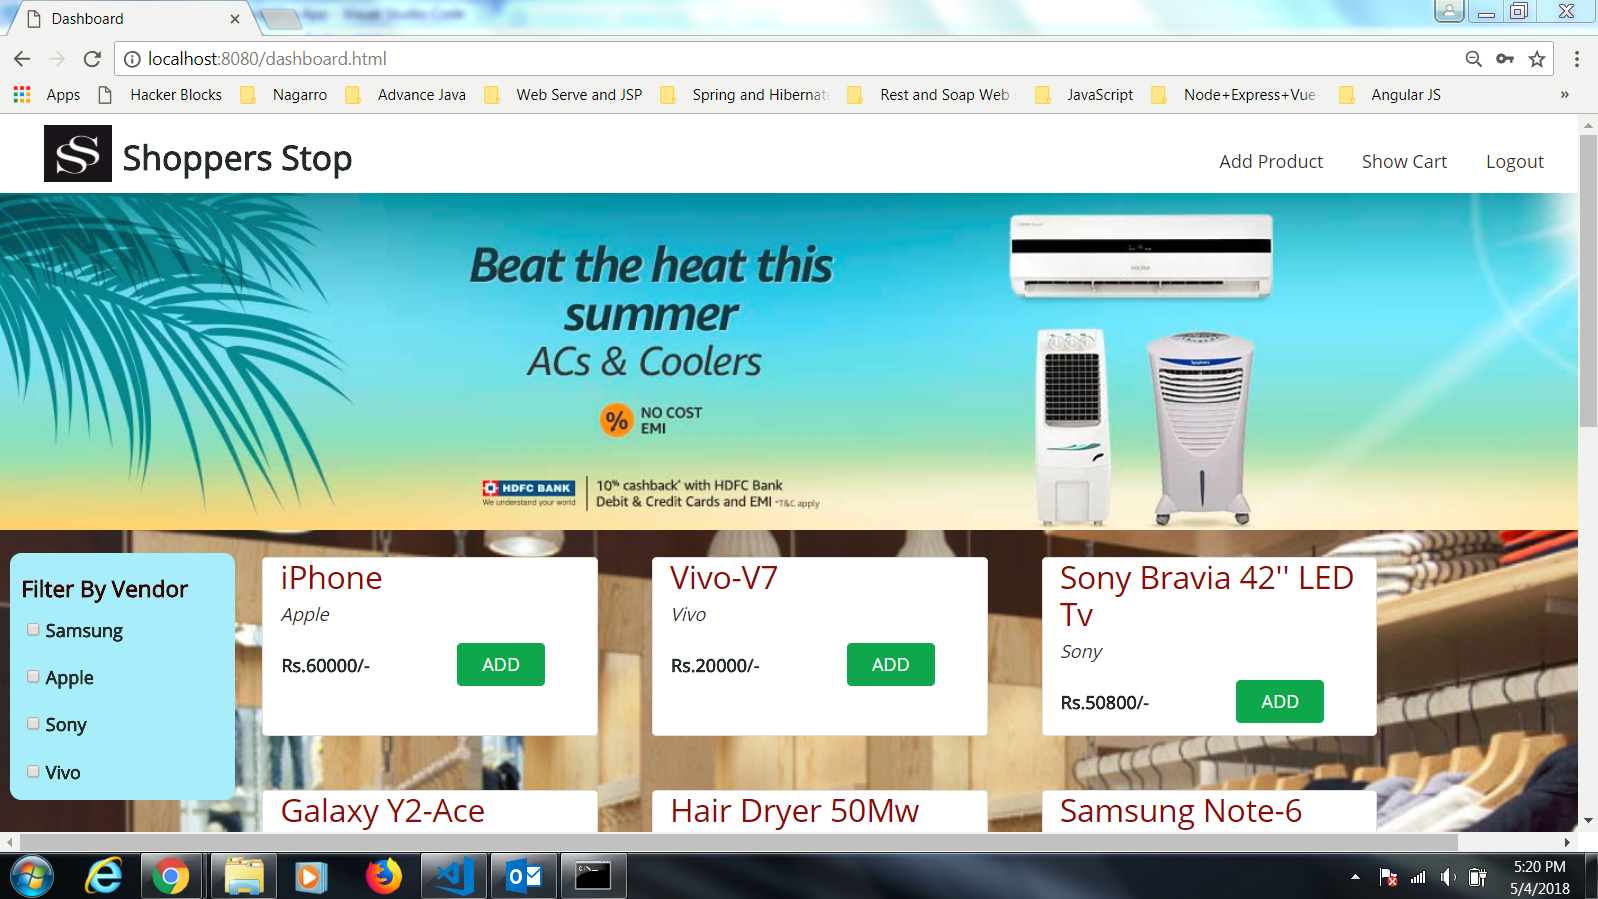 Dashboard
localhost:8080/dashboard.html
Apps
Hacker Blocks
Nagarro
Advance Java
Web Serve and JSP
Spring and Hibernat
Rest and Soap Web
JavaScript
Node+Express+Vue
Angular JS
»
SS
Shoppers Stop
Add Product
Show Cart
Logout
Beat the heat this
summer
ACs & Coolers
%
NO COST
EMI
HDFC BANK
We understand your world
10% cashback* with HDFC Bank
Debit & Credit Cards and EMI *T&C apply
Filter By Vendor
Samsung
Apple
Sony
Vivo
iPhone
Apple
Rs.60000/-
ADD
Vivo-V7
Vivo
Rs.20000/-
ADD
Sony Bravia 42'' LED
Tv
Sony
Rs.50800/-
ADD
Galaxy Y2-Ace
Hair Dryer 50Mw
Samsung Note-6
5:20 PM
5/4/2018